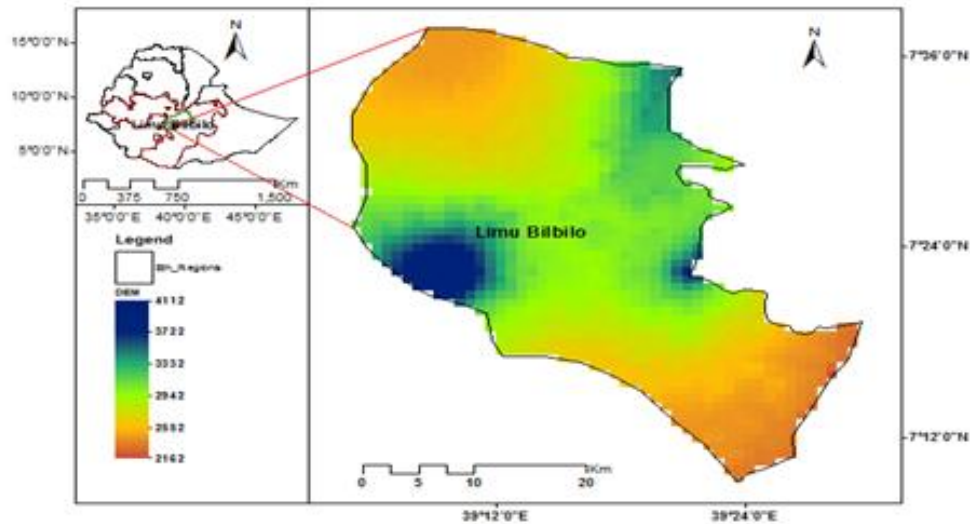 N
15°0'0"N
10°0'0"N
5°0'0"N
Limu Bilbilo
Km
0 375 750 1,500
35°0'0"E 40°0'0"E 45°0'0"E
Legend
DEM
4112
3722
3332
2942
2552
2162
N
7°36'0"N
7°24'0"N
7°12'0"N
Limu Bilbilo
Km
0 5 10 20
39°12'0"E 39°24'0"E